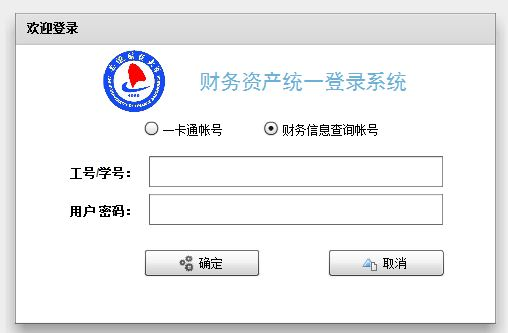 欢迎登录
财务资产统一登录系统
一卡通帐号 财务信息查询帐号
工号/学号：
用户密码：
确定 取消